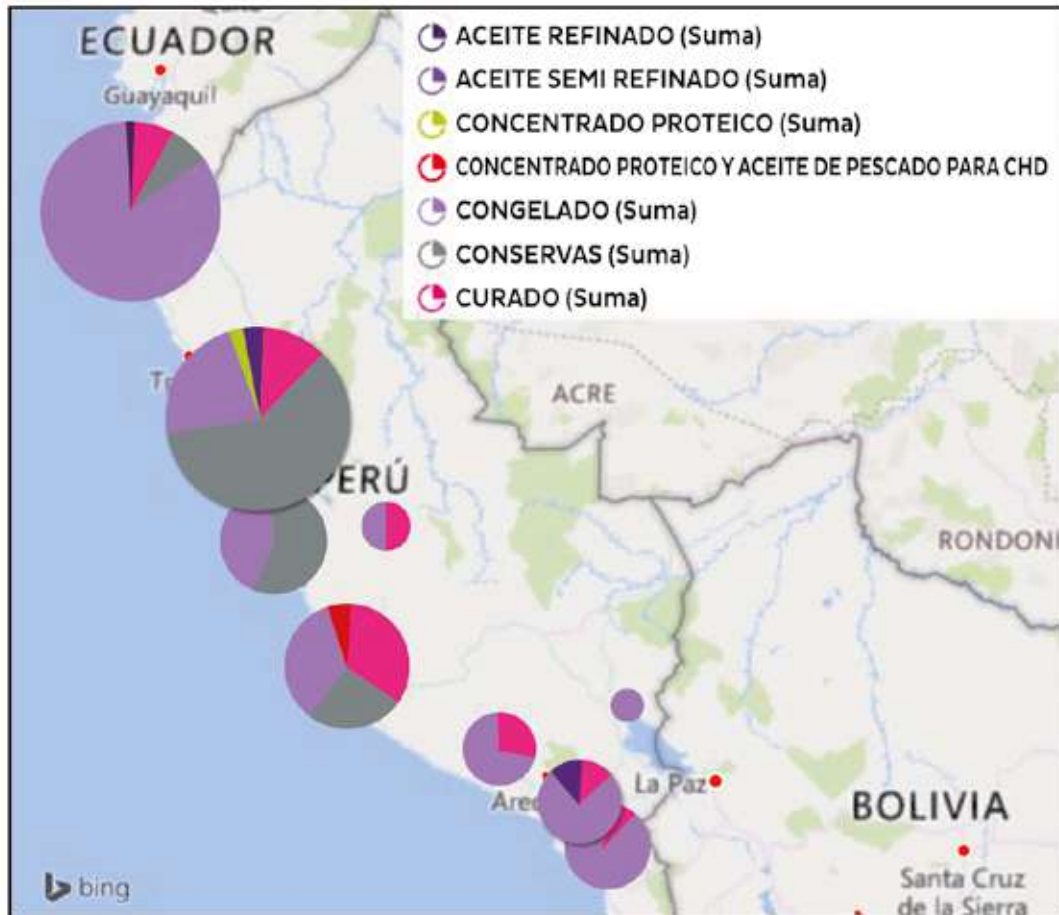 ECUADOR
Guayaquil
ACEITE REFINADO (Suma)
ACEITE SEMI REFINADO (Suma)
CONCENTRADO PROTEICO (Suma)
CONCENTRADO PROTEICO Y ACEITE DE PESCADO PARA CHD
CONGELADO (Suma)
CONSERVAS (Suma)
CURADO (Suma)
ACRE
PERÚ
La Paz
BOLIVIA
Santa Cruz
de la Sierra
bing